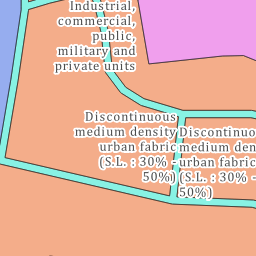 Industrial,
commercial,
public,
military and
private units
Discontinuous
medium density
urban fabric
(S.L. : 30% -
50%)
Discontinuo
medium den
urban fabric
(S.L. : 30% -
50%)